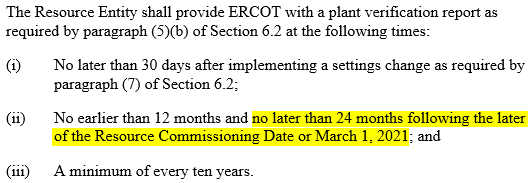 The Resource Entity shall provide ERCOT with a plant verification report as
required by paragraph (5)(b) of Section 6.2 at the following times:
(i) No later than 30 days after implementing a settings change as required by
paragraph (7) of Section 6.2;
(ii) No earlier than 12 months and no later than 24 months following the later
of the Resource Commissioning Date or March 1, 2021; and
(iii) A minimum of every ten years.